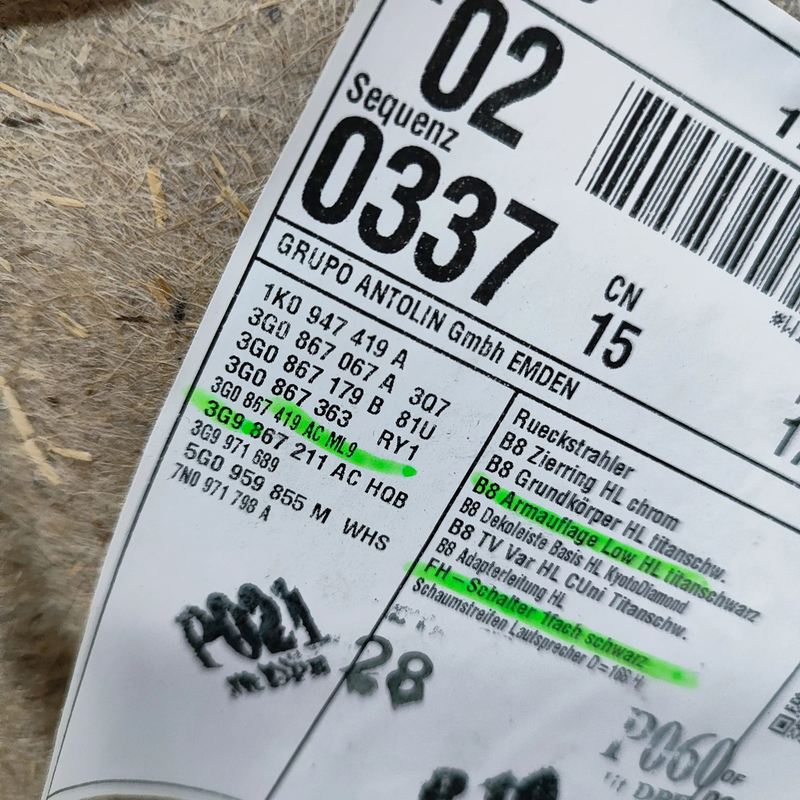 02
Sequenz
0337
CN
15
GRUPO ANTOLIN Gmbh EMDEN
1K0 947 419 A
3G0 867 067 A 3Q7
3G0 867 179 B 81U
3G0 867 363 RY1
3G0 867 419 AC ML9
3G9 867 211 AC HQB
3G9 971 689
5G0 959 855 M WHS
7N0 971 798 A
Rueckstrahler
B8 Zierring HL chrom
B8 Grundkörper HL titanschw.
B8 Armauflage Low HL titanschwarz
B8 Dekoleiste Basis HL KyotoDiamond
B8 TV Var HL CUni Titanschw.
B8 Adapterleitung HL
FH-Schalter 1fach schwarz
Schaumstreifen Lautsprecher D=168 H
P021
28
P060